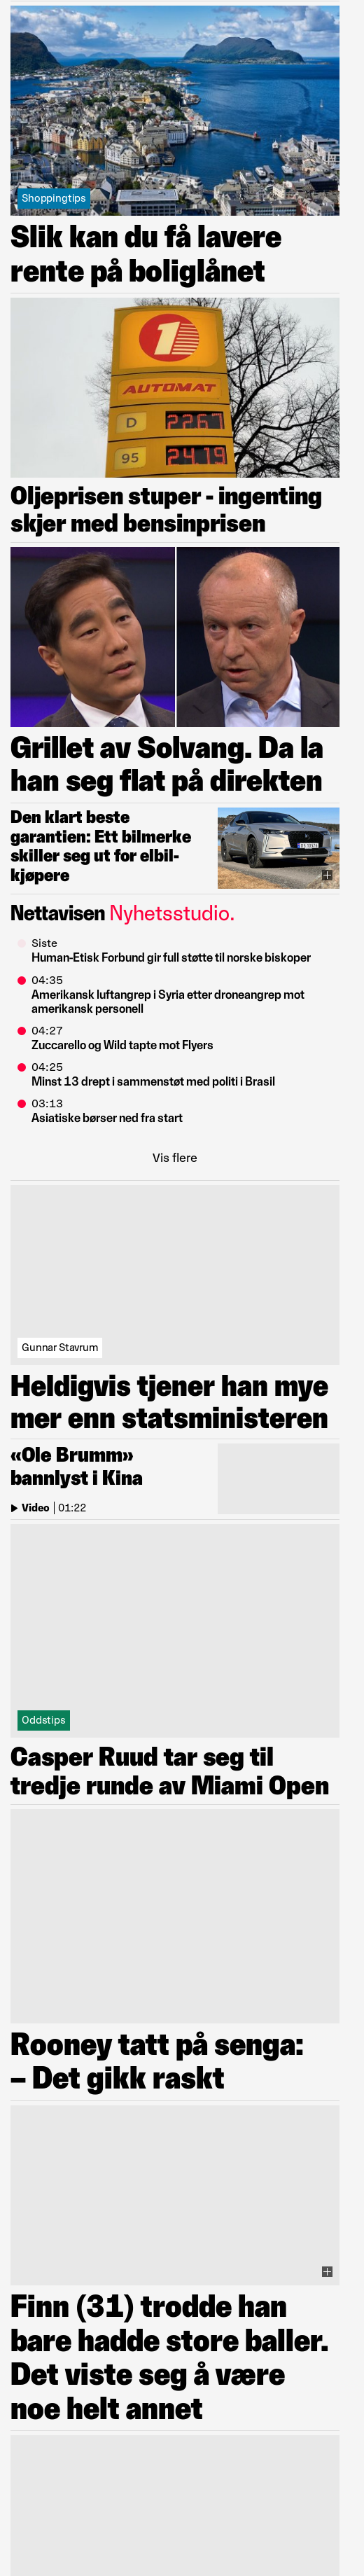 Shoppingtips
Slik kan du få lavere
rente på boliglånet
1
AUTOMAT
D 22.67
95 24.19
Oljeprisen stuper - ingenting
skjer med bensinprisen
Grillet av Solvang. Da la
han seg flat på direkten
Den klart beste
garantien: Ett bilmerke
skiller seg ut for elbil-
kjøpere
Nettavisen Nyhetsstudio.
Siste
Human-Etisk Forbund gir full støtte til norske biskoper
04:35
Amerikansk luftangrep i Syria etter droneangrep mot
amerikansk personell
04:27
Zuccarello og Wild tapte mot Flyers
04:25
Minst 13 drept i sammenstøt med politi i Brasil
03:13
Asiatiske børser ned fra start
Vis flere
Gunnar Stavrum
Heldigvis tjener han mye
mer enn statsministeren
«Ole Brumm»
bannlyst i Kina
Video | 01:22
Oddstips
Casper Ruud tar seg til
tredje runde av Miami Open
Rooney tatt på senga:
– Det gikk raskt
Finn (31) trodde han
bare hadde store baller.
Det viste seg å være
noe helt annet